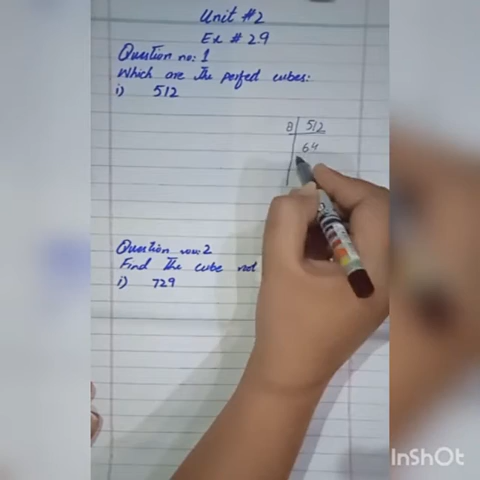 Unit #2
Ex # 2.9
Question no: 1
Which are the perfect cubes:
i) 512
8 | 512
64
Question no: 2
Find the cube root
i) 729
InShOt